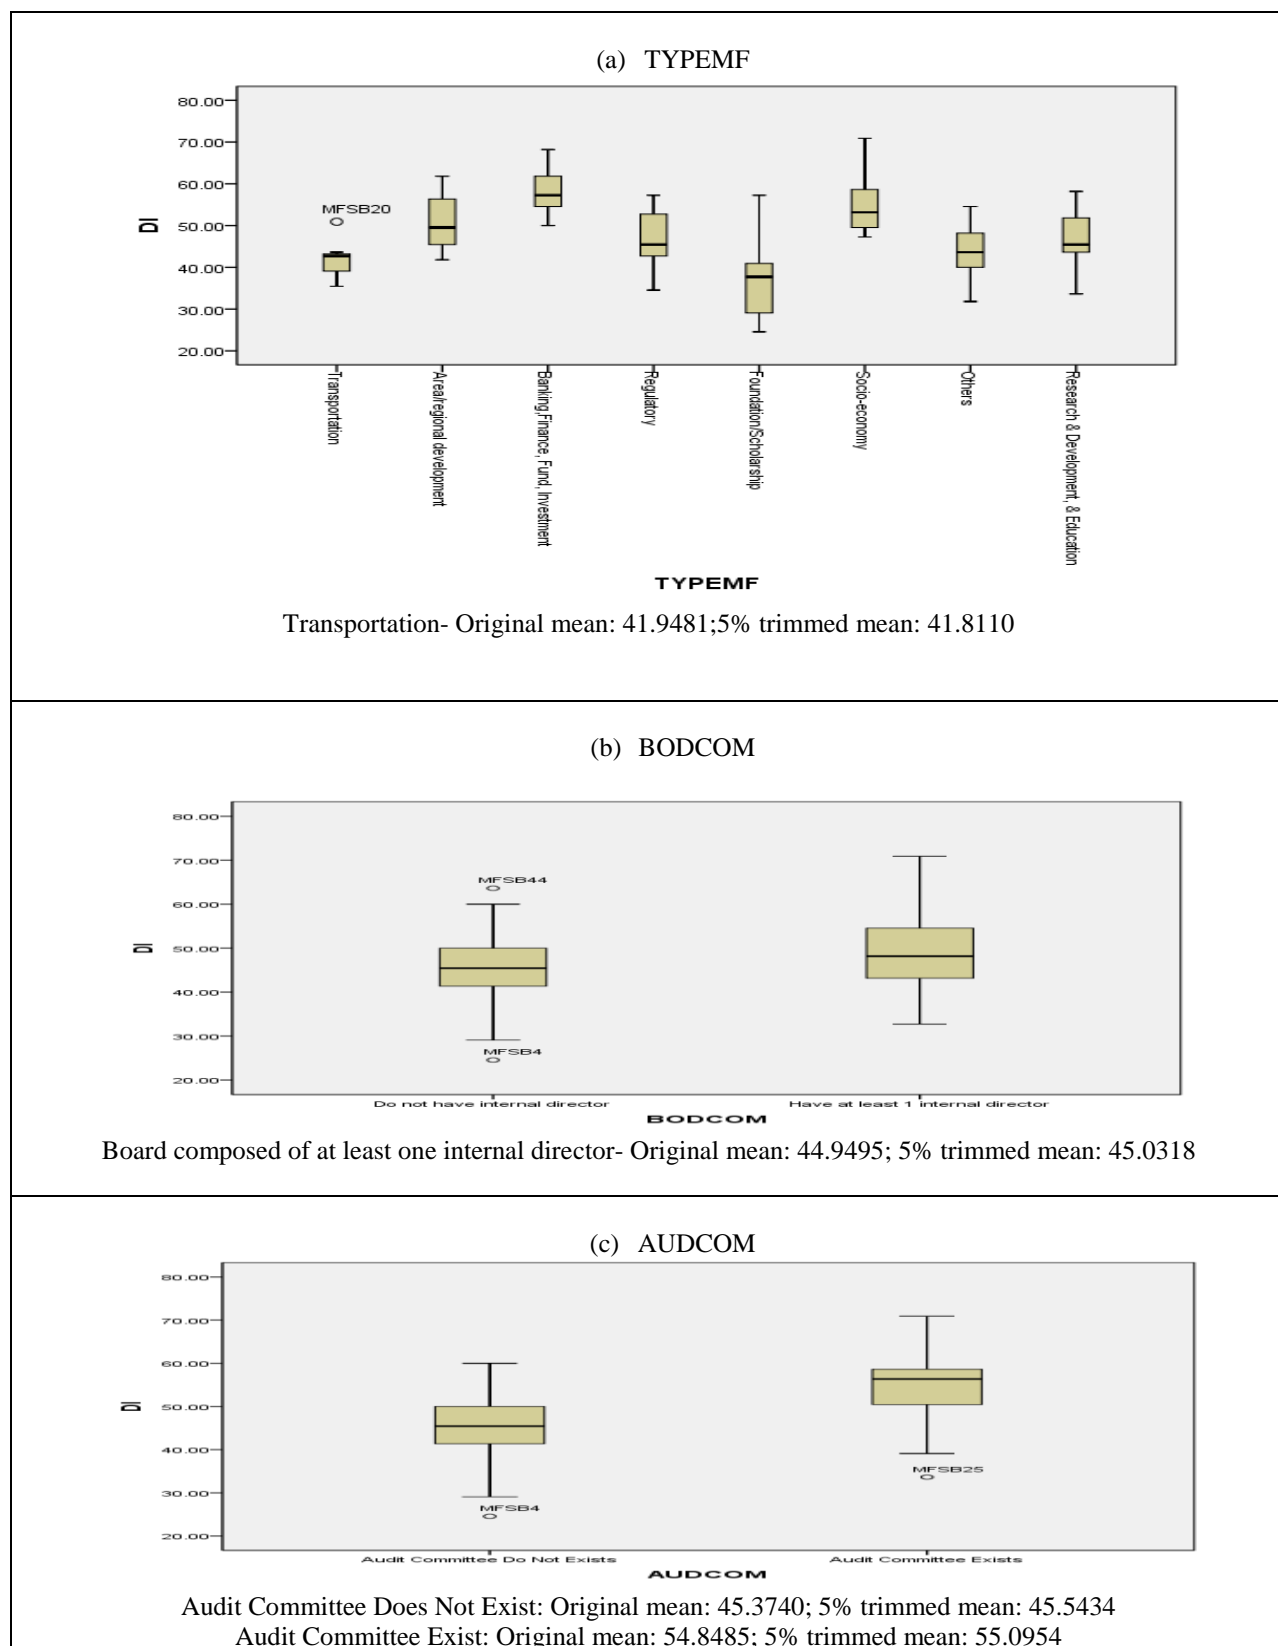 (a) TYPEMF
80.00
70.00
60.00
50.00
40.00
30.00
20.00
DI
MFSB20
Transportation
Area/regional development
Banking,Finance, Fund, Investment
Regulatory
Foundation/Scholarship
Socio-economy
Others
Research & Development, & Education
TYPEMF
Transportation- Original mean: 41.9481;5% trimmed mean: 41.8110
(b) BODCOM
80.00
70.00
60.00
50.00
40.00
30.00
20.00
DI
MFSB44
MFSB4
Do not have internal director
Have at least 1 internal director
BODCOM
Board composed of at least one internal director- Original mean: 44.9495; 5% trimmed mean: 45.0318
(c) AUDCOM
80.00
70.00
60.00
50.00
40.00
30.00
20.00
DI
MFSB4
MFSB25
Audit Committee Do Not Exists
Audit Committee Exists
AUDCOM
Audit Committee Does Not Exist: Original mean: 45.3740; 5% trimmed mean: 45.5434
Audit Committee Exist: Original mean: 54.8485; 5% trimmed mean: 55.0954